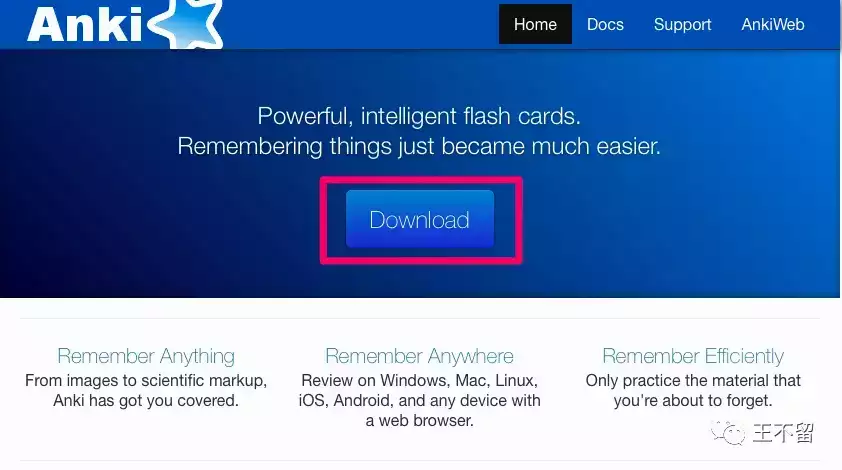 Anki
Home Docs Support AnkiWeb
Powerful, intelligent flash cards.
Remembering things just became much easier.
Download
Remember Anything
From images to scientific markup,
Anki has got you covered.
Remember Anywhere
Review on Windows, Mac, Linux,
iOS, Android, and any device with
a web browser.
Remember Efficiently
Only practice the material that
you're about to forget.
王不留